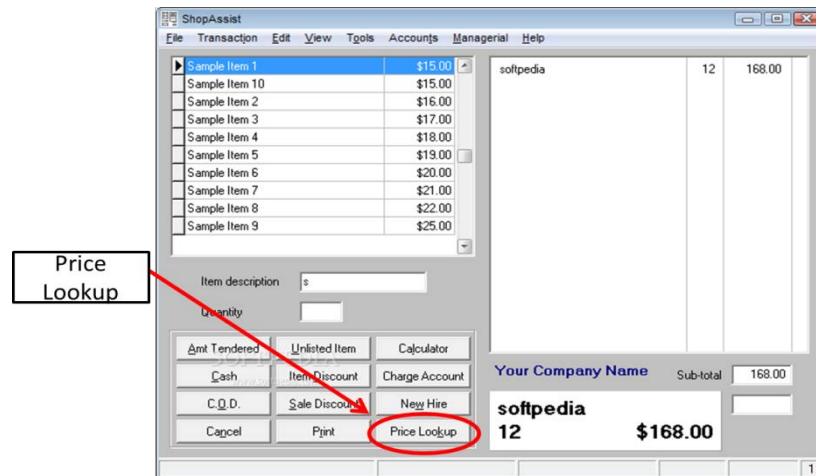 ShopAssist
File Transaction Edit View Tools Accounts Managerial Help
Sample Item 1 $15.00
Sample Item 10 $15.00
Sample Item 2 $16.00
Sample Item 3 $17.00
Sample Item 4 $18.00
Sample Item 5 $19.00
Sample Item 6 $20.00
Sample Item 7 $21.00
Sample Item 8 $22.00
Sample Item 9 $25.00
softpedia 12 168.00
Price
Lookup
Item description s
Quantity
Amt Tendered Unlisted Item Calculator
SOFTPEDIA
Cash Item Discount Charge Account
C.O.D. Sale Discount New Hire
Cancel Print Price Lookup
Your Company Name Sub-total 168.00
softpedia
12 $168.00
1